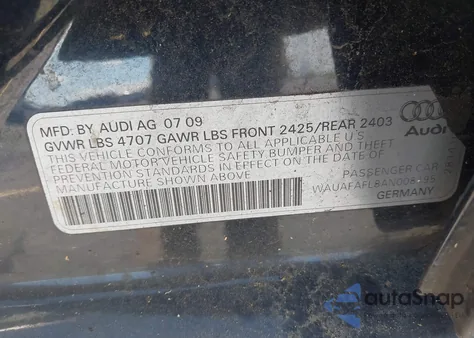 MFD. BY AUDI AG 07 09
GVWR LBS 4707 GAWR LBS FRONT 2425/REAR 2403
THIS VEHICLE CONFORMS TO ALL APPLICABLE U S
FEDERAL MOTOR VEHICLE SAFETY BUMPER AND THEFT
PREVENTION STANDARDS IN EFFECT ON THE DATE OF
MANUFACTURE SHOWN ABOVE
Audi
PASSENGER CAR
GERMANY
autoSnap